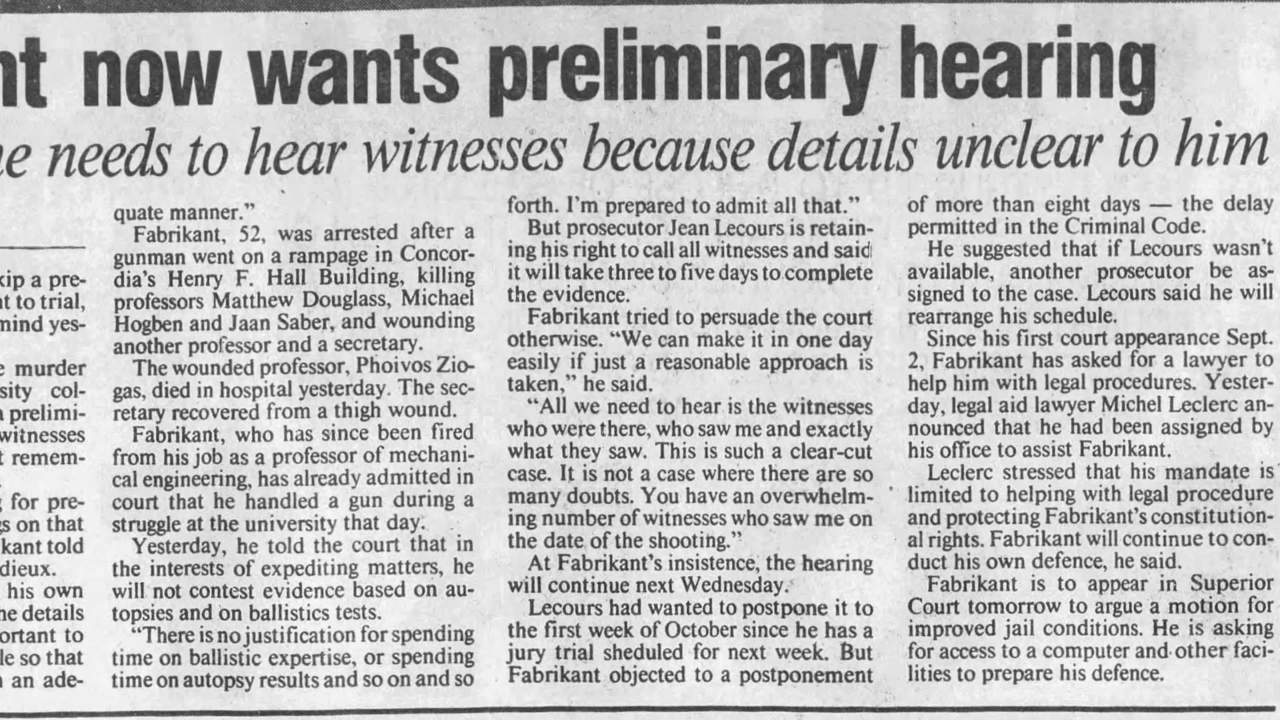 nt now wants preliminary hearing
he needs to hear witnesses because details unclear to him
kip a pre-
nt to trial,
mind yes-
e murder
sity col-
a prelimi-
witnesses
t remem-
g for pre-
gs on that
kant told
dieux.
his own
he details
ortant to
le so that
n an ade-
quate manner."
Fabrikant, 52, was arrested after a
gunman went on a rampage in Concor-
dia's Henry F. Hall Building, killing
professors Matthew Douglass, Michael
Hogben and Jaan Saber, and wounding
another professor and a secretary.
The wounded professor, Phoivos Zio-
gas, died in hospital yesterday. The sec-
retary recovered from a thigh wound.
Fabrikant, who has since been fired
from his job as a professor of mechani-
cal engineering, has already admitted in
court that he handled a gun during a
struggle at the university that day.
Yesterday, he told the court that in
the interests of expediting matters, he
will not contest evidence based on au-
topsies and on ballistics tests.
"There is no justification for spending
time on ballistic expertise, or spending
time on autopsy results and so on and so
forth. I'm prepared to admit all that."
But prosecutor Jean Lecours is retain-
ing his right to call all witnesses and said
it will take three to five days to complete
the evidence.
Fabrikant tried to persuade the court
otherwise. "We can make it in one day
easily if just a reasonable approach is
taken," he said.
"All we need to hear is the witnesses
who were there, who saw me and exactly
what they saw. This is such a clear-cut
case. It is not a case where there are so
many doubts. You have an overwhelm-
ing number of witnesses who saw me on
the date of the shooting."
At Fabrikant's insistence, the hearing
will continue next Wednesday.
Lecours had wanted to postpone it to
the first week of October since he has a
jury trial sheduled for next week. But
Fabrikant objected to a postponement
of more than eight days — the delay
permitted in the Criminal Code.
He suggested that if Lecours wasn't
available, another prosecutor be as-
signed to the case. Lecours said he will
rearrange his schedule.
Since his first court appearance Sept.
2, Fabrikant has asked for a lawyer to
help him with legal procedures. Yester-
day, legal aid lawyer Michel Leclerc an-
nounced that he had been assigned by
his office to assist Fabrikant.
Leclerc stressed that his mandate is
limited to helping with legal procedure
and protecting Fabrikant's constitution-
al rights. Fabrikant will continue to con-
duct his own defence, he said.
Fabrikant is to appear in Superior
Court tomorrow to argue a motion for
improved jail conditions. He is asking
for access to a computer and other faci-
lities to prepare his defence.